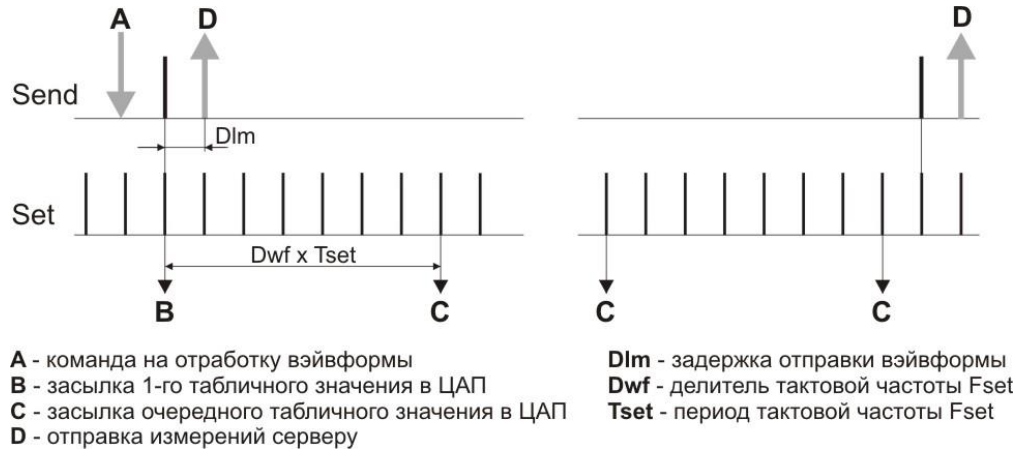 A D D
Send
Dlm
Set
Dwf x Tset
B C C C
A - команда на отработку вэйвформы
B - засылка 1-го табличного значения в ЦАП
C - засылка очередного табличного значения в ЦАП
D - отправка измерений серверу
Dlm - задержка отправки вэйвформы
Dwf - делитель тактовой частоты Fset
Tset - период тактовой частоты Fset